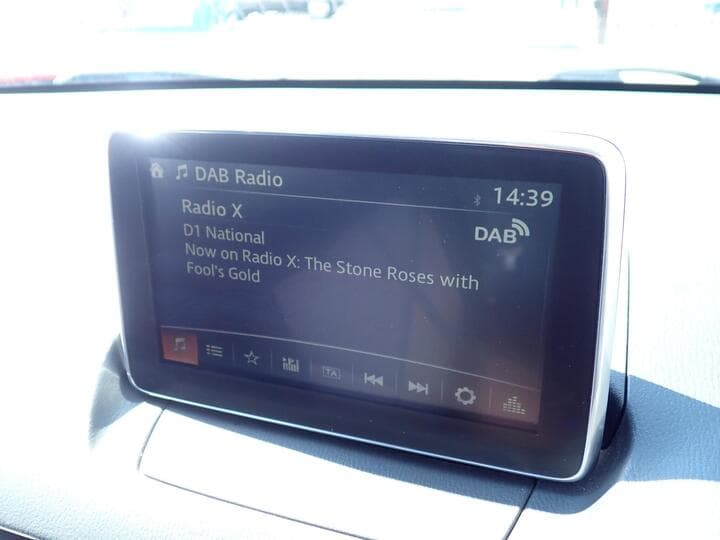 DAB Radio
14:39
Radio X
DAB
D1 National
Now on Radio X: The Stone Roses with
Fool's Gold
TA